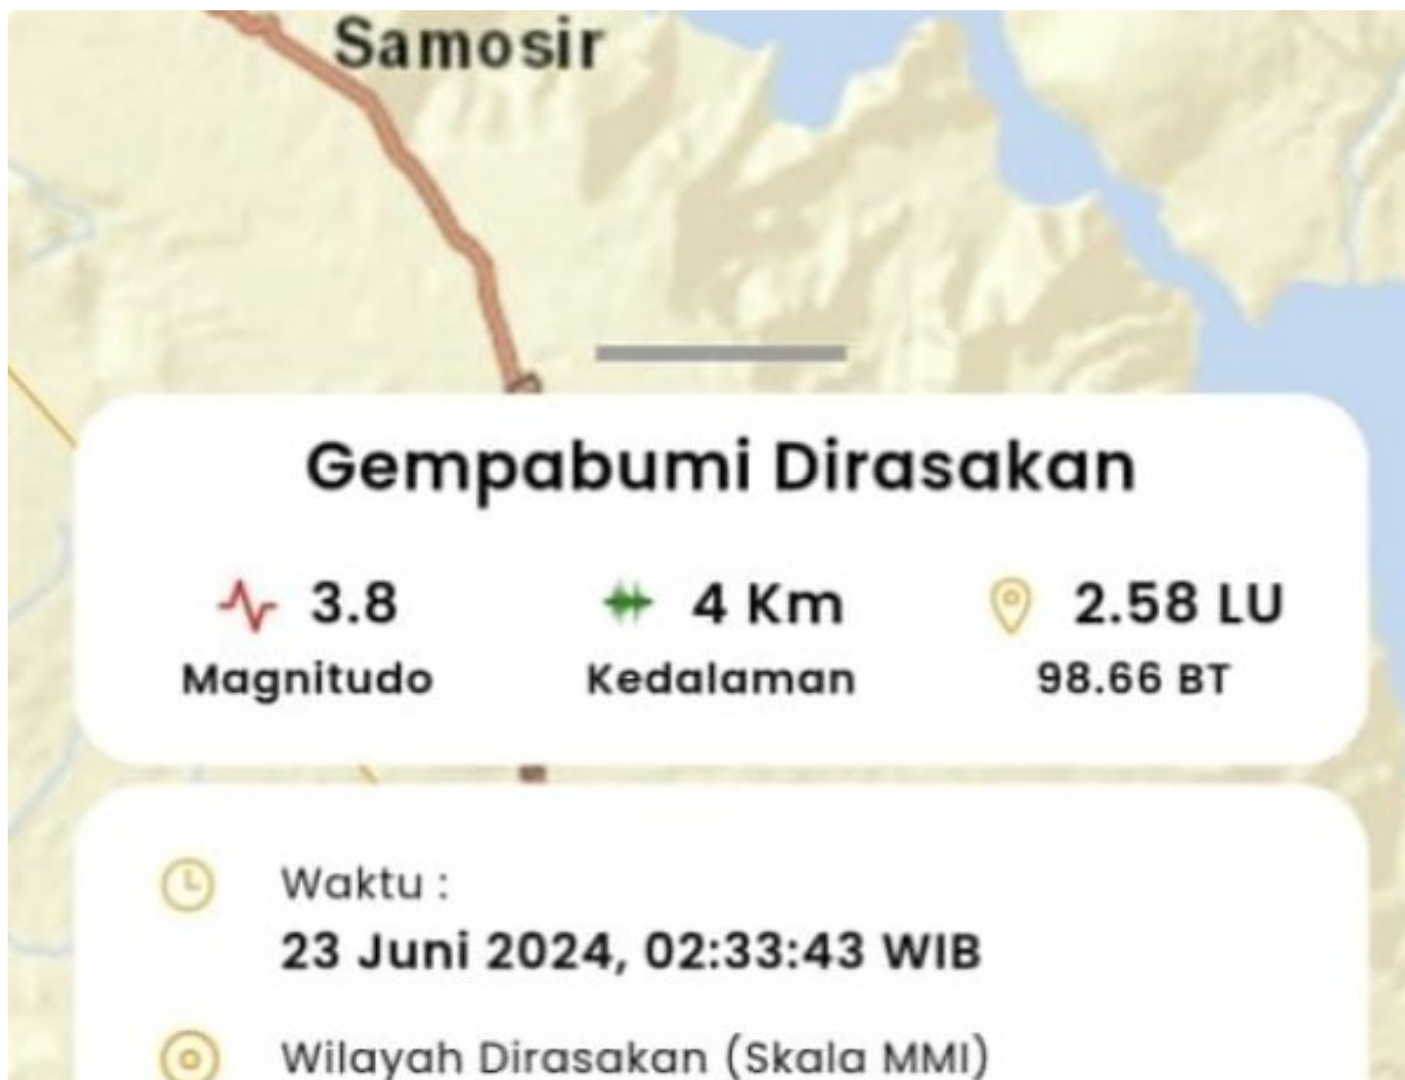 Samosir
Gempabumi Dirasakan
3.8
Magnitudo
4 Km
Kedalaman
2.58 LU
98.66 BT
Waktu :
23 Juni 2024, 02:33:43 WIB
Wilayah Dirasakan (Skala MMI)